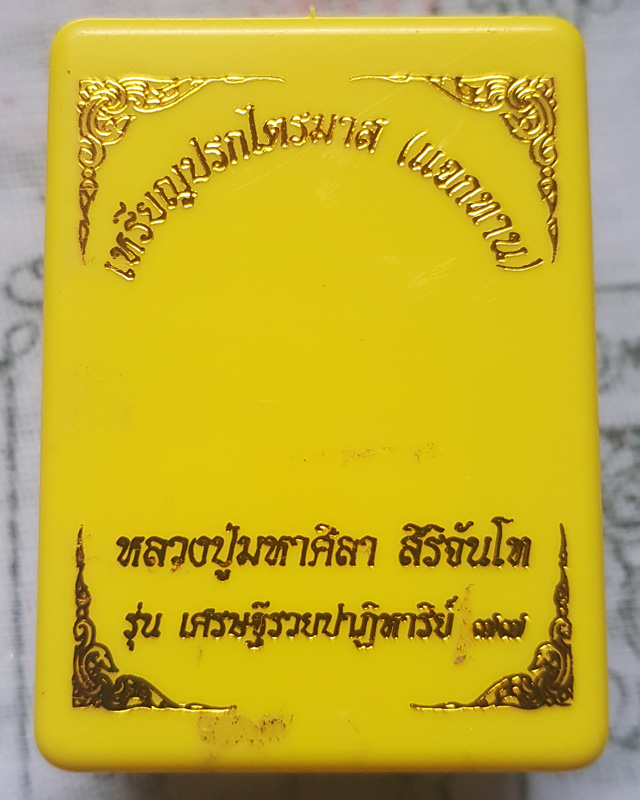 เหรียญปรกไตรมาส (แจกทาน)
หลวงปู่มหาศิลา สิริจันโท
รุ่น เศรษฐีรวยปาฏิหาริย์